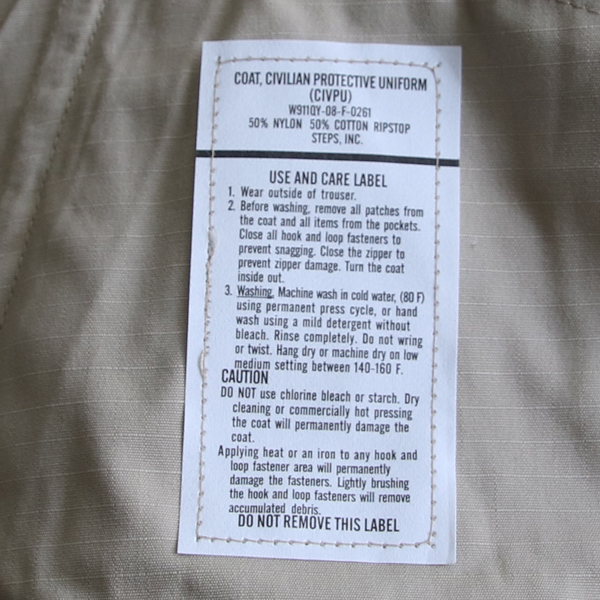 COAT, CIVILIAN PROTECTIVE UNIFORM
(CIVPU)
W911QY-08-F-0261
50% NYLON 50% COTTON RIPSTOP
STEPS, INC.
USE AND CARE LABEL
1. Wear outside of trouser.
2. Before washing, remove all patches from
the coat and all items from the pockets.
Close all hook and loop fasteners to
prevent snagging. Close the zipper to
prevent zipper damage. Turn the coat
inside out.
3. Washing. Machine wash in cold water, (80 F)
using permanent press cycle, or hand
wash using a mild detergent without
bleach. Rinse completely. Do not wring
or twist. Hang dry or machine dry on low
medium setting between 140-160 F.
CAUTION
DO NOT use chlorine bleach or starch. Dry
cleaning or commercially hot pressing
the coat will permanently damage the
coat.
Applying heat or an iron to any hook and
loop fastener area will permanently
damage the fasteners. Lightly brushing
the hook and loop fasteners will remove
accumulated debris.
DO NOT REMOVE THIS LABEL